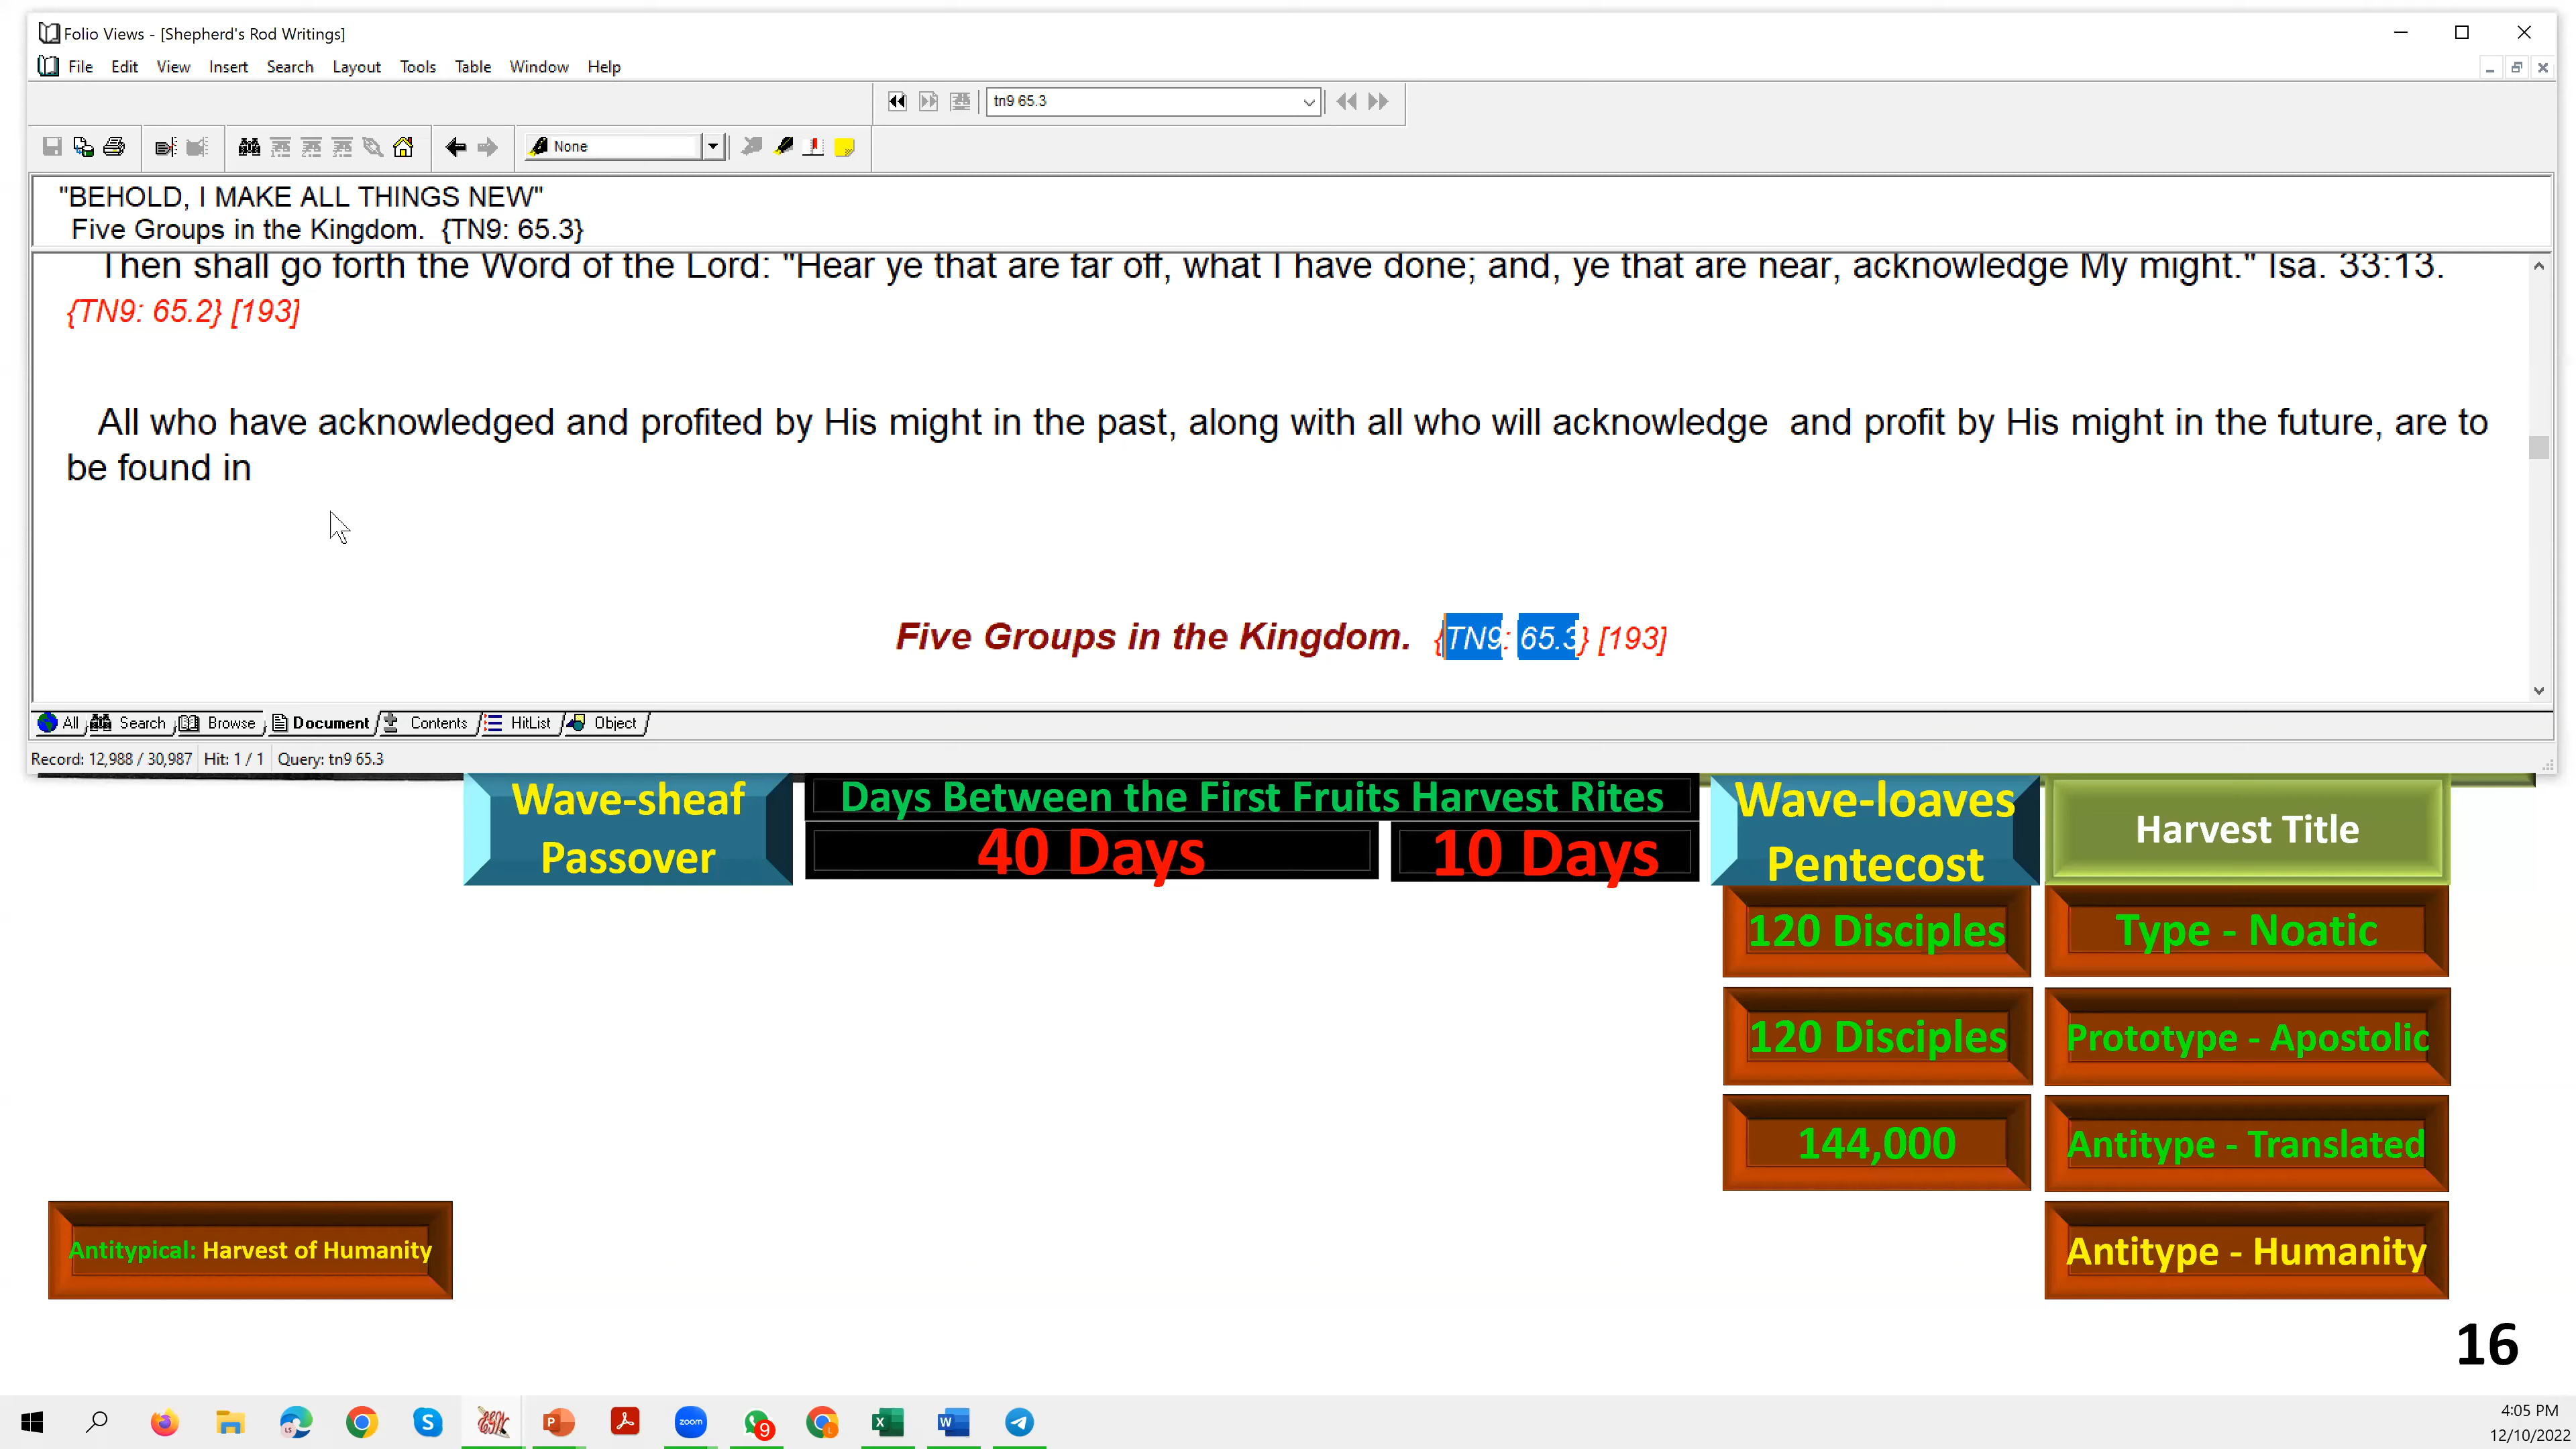 Folio Views - [Shepherd's Rod Writings]
File Edit View Insert Search Layout Tools Table Window Help
tn9 65.3
None
"BEHOLD, I MAKE ALL THINGS NEW"
Five Groups in the Kingdom. {TN9: 65.3}
Then shall go forth the Word of the Lord: "Hear ye that are far off, what I have done; and, ye that are near, acknowledge My might." Isa. 33:13.
{TN9: 65.2} [193]
All who have acknowledged and profited by His might in the past, along with all who will acknowledge and profit by His might in the future, are to
be found in
Five Groups in the Kingdom. {TN9: 65.3} [193]
All Search Browse Document Contents HitList Object
Record: 12,988 / 30,987 Hit: 1 / 1 Query: tn9 65.3
Wave-sheaf
Passover
Days Between the First Fruits Harvest Rites
40 Days
10 Days
Wave-loaves
Pentecost
Harvest Title
120 Disciples
Type - Noatic
120 Disciples
Prototype - Apostolic
144,000
Antitype - Translated
Antitypical: Harvest of Humanity
Antitype - Humanity
16
LS
S
P
zoom
9
L
X
W
4:05 PM
12/10/2022